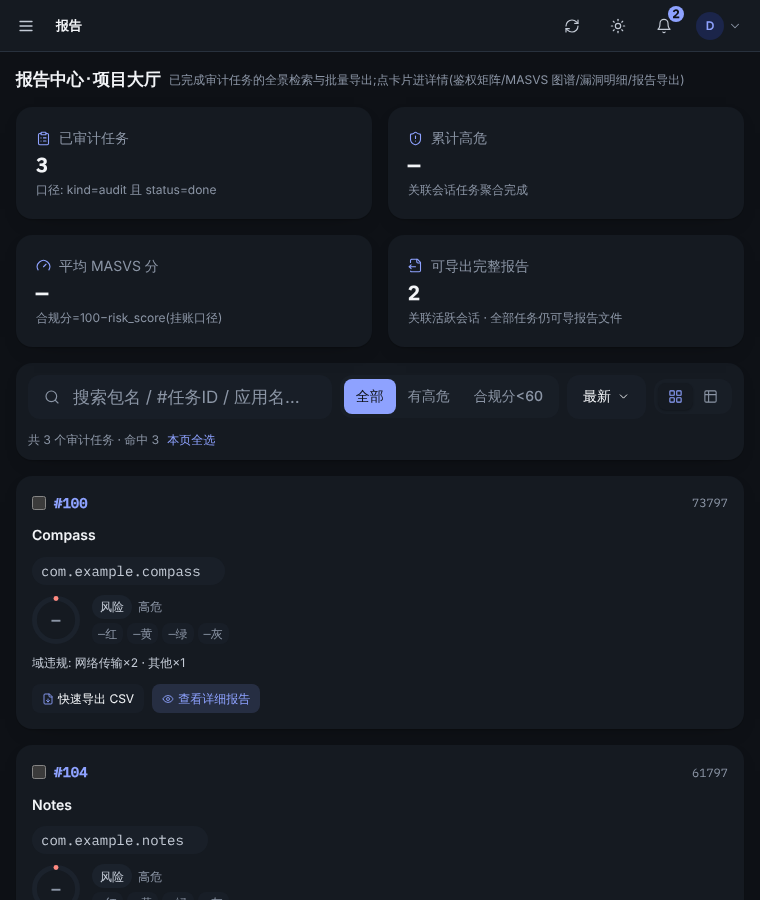 报告
2
D
报告中心·项目大厅
已完成审计任务的全景检索与批量导出;点卡片进详情(鉴权矩阵/MASVS 图谱/漏洞明细/报告导出)
已审计任务
3
口径: kind=audit 且 status=done
累计高危
—
关联会话任务聚合完成
平均 MASVS 分
—
合规分=100−risk_score(挂账口径)
可导出完整报告
2
关联活跃会话 · 全部任务仍可导报告文件
搜索包名 / #任务ID / 应用名...
全部
有高危
合规分<60
最新
共 3 个审计任务 · 命中 3 本页全选
#100
73797
Compass
com.example.compass
—
风险 高危
—红 —黄 —绿 —灰
域违规: 网络传输×2 · 其他×1
快速导出 CSV
查看详细报告
#104
61797
Notes
com.example.notes
—
风险 高危